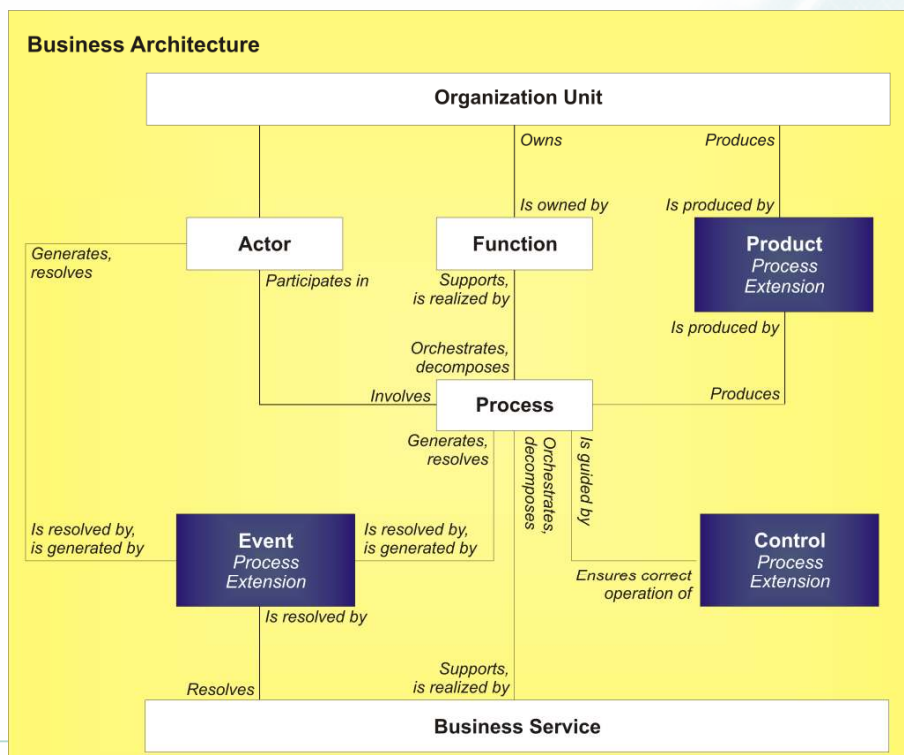 Business Architecture
Organization Unit
Owns
Produces
Is owned by
Is produced by
Actor
Function
Product
Process
Extension
Generates,
resolves
Participates in
Supports,
is realized by
Is produced by
Orchestrates,
decomposes
Involves
Process
Produces
Generates,
resolves
Orchestrates,
decomposes
Is guided by
Is resolved by,
is generated by
Event
Process
Extension
Is resolved by,
is generated by
Control
Process
Extension
Ensures correct
operation of
Is resolved by
Resolves
Supports,
is realized by
Business Service